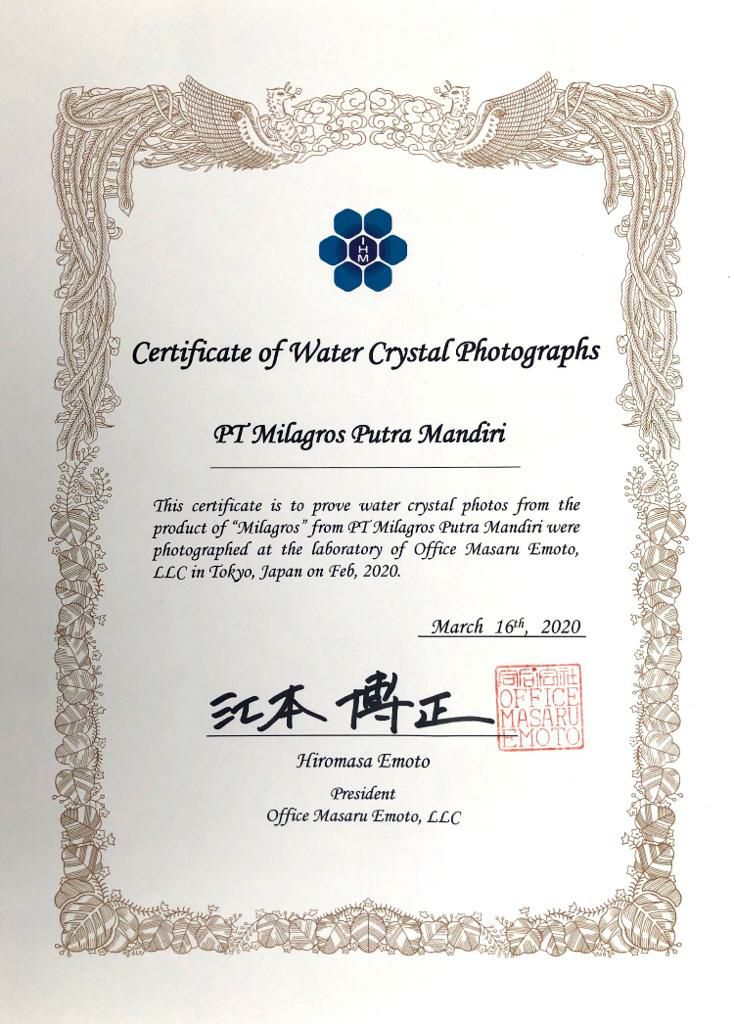 IHM
Certificate of Water Crystal Photographs
PT Milagros Putra Mandiri
This certificate is to prove water crystal photos from the
product of “Milagros” from PT Milagros Putra Mandiri were
photographed at the laboratory of Office Masaru Emoto,
LLC in Tokyo, Japan on Feb, 2020.
March 16th, 2020
江本 博正
OFFICE
MASARU
EMOTO
Hiromasa Emoto
President
Office Masaru Emoto, LLC